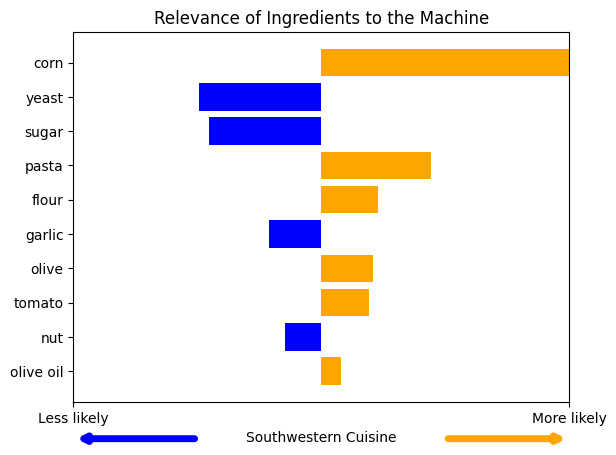 Relevance of Ingredients to the Machine
corn
yeast
sugar
pasta
flour
garlic
olive
tomato
nut
olive oil
Less likely More likely
Southwestern Cuisine